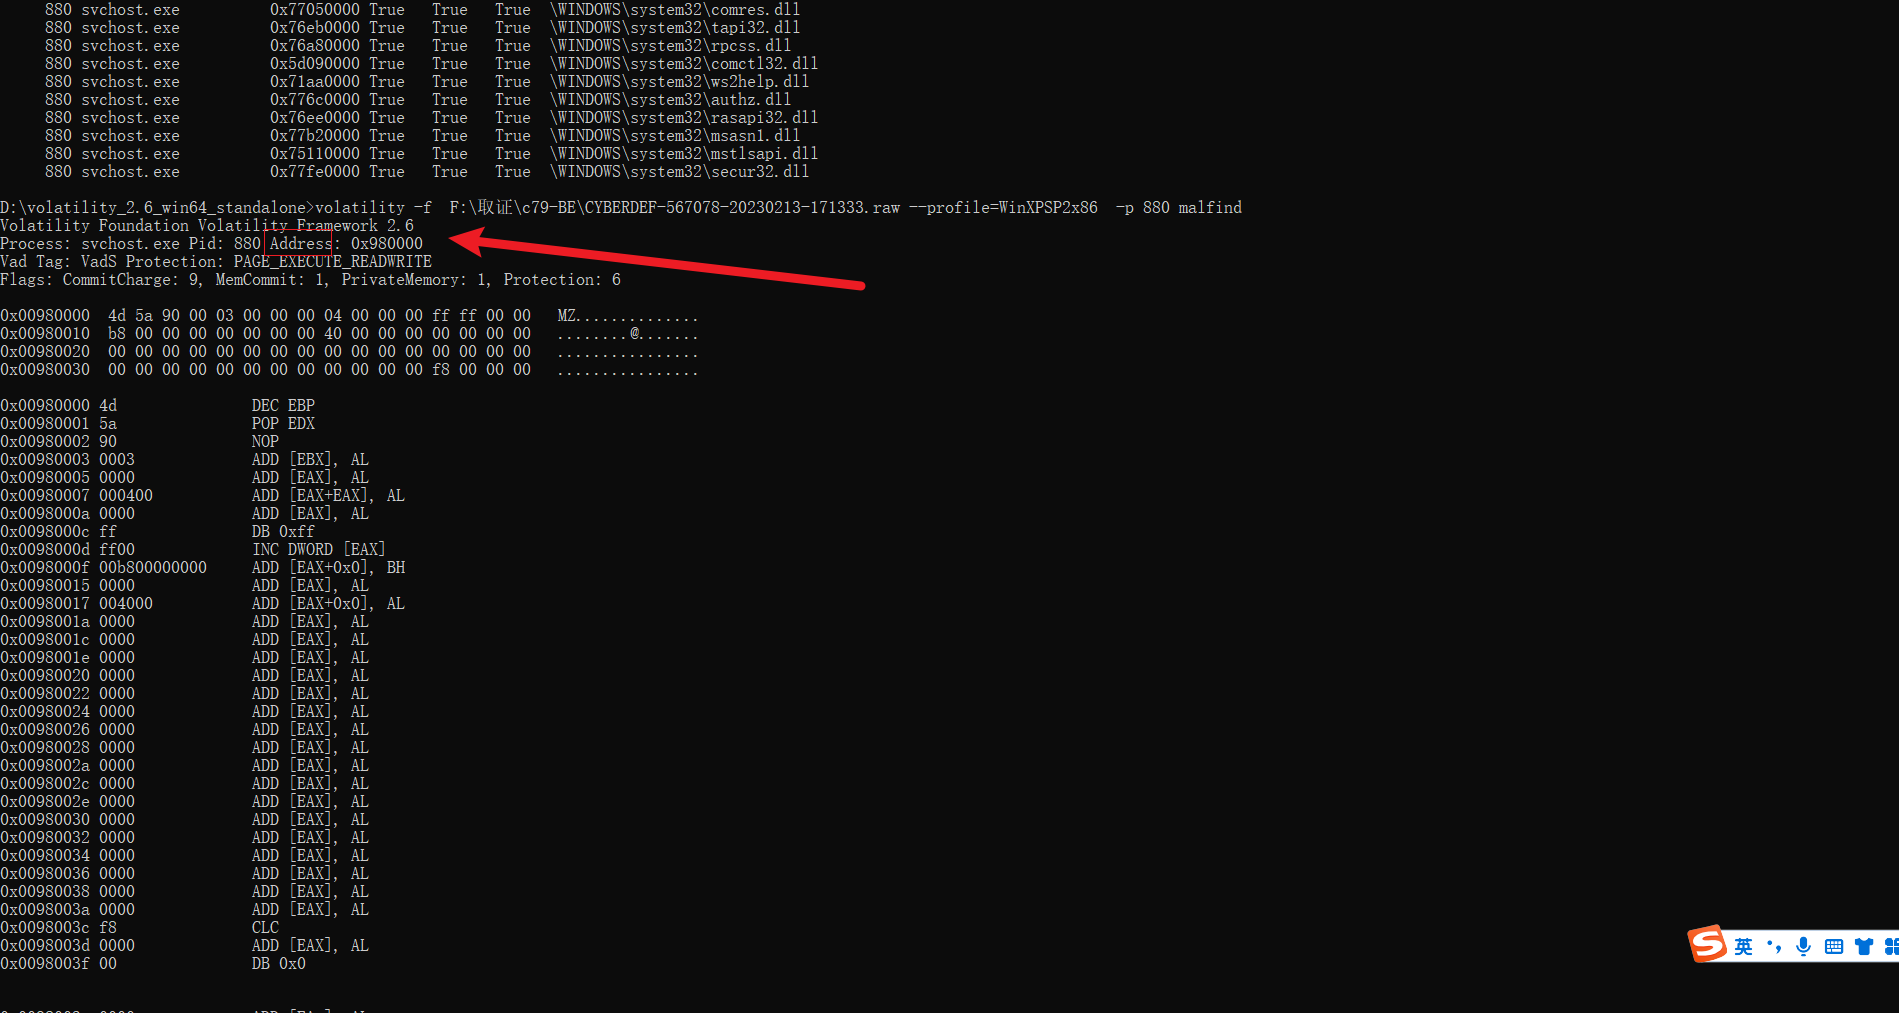 880 svchost.exe 0x77050000 True True True \WINDOWS\system32\comres.dll
880 svchost.exe 0x76eb0000 True True True \WINDOWS\system32\tapi32.dll
880 svchost.exe 0x76a80000 True True True \WINDOWS\system32\rpcss.dll
880 svchost.exe 0x5d090000 True True True \WINDOWS\system32\comctl32.dll
880 svchost.exe 0x71aa0000 True True True \WINDOWS\system32\ws2help.dll
880 svchost.exe 0x776c0000 True True True \WINDOWS\system32\authz.dll
880 svchost.exe 0x76ee0000 True True True \WINDOWS\system32\rasapi32.dll
880 svchost.exe 0x77b20000 True True True \WINDOWS\system32\msasn1.dll
880 svchost.exe 0x75110000 True True True \WINDOWS\system32\mstlsapi.dll
880 svchost.exe 0x77fe0000 True True True \WINDOWS\system32\secur32.dll
D:\volatility_2.6_win64_standalone>volatility -f F:\取证\c79-BE\CYBERDEF-567078-20230213-171333.raw --profile=WinXPSP2x86 -p 880 malfind
Volatility Foundation Volatility Framework 2.6
Process: svchost.exe Pid: 880 Address: 0x980000
Vad Tag: VadS Protection: PAGE_EXECUTE_READWRITE
Flags: CommitCharge: 9, MemCommit: 1, PrivateMemory: 1, Protection: 6
0x00980000 4d 5a 90 00 03 00 00 00 04 00 00 00 ff ff 00 00 MZ..............
0x00980010 b8 00 00 00 00 00 00 00 40 00 00 00 00 00 00 00 ........@.......
0x00980020 00 00 00 00 00 00 00 00 00 00 00 00 00 00 00 00 ................
0x00980030 00 00 00 00 00 00 00 00 00 00 00 00 f8 00 00 00 ................
0x00980000 4d DEC EBP
0x00980001 5a POP EDX
0x00980002 90 NOP
0x00980003 0003 ADD [EBX], AL
0x00980005 0000 ADD [EAX], AL
0x00980007 000400 ADD [EAX+EAX], AL
0x0098000a 0000 ADD [EAX], AL
0x0098000c ff DB 0xff
0x0098000d ff00 INC DWORD [EAX]
0x0098000f 00b800000000 ADD [EAX+0x0], BH
0x00980015 0000 ADD [EAX], AL
0x00980017 004000 ADD [EAX+0x0], AL
0x0098001a 0000 ADD [EAX], AL
0x0098001c 0000 ADD [EAX], AL
0x0098001e 0000 ADD [EAX], AL
0x00980020 0000 ADD [EAX], AL
0x00980022 0000 ADD [EAX], AL
0x00980024 0000 ADD [EAX], AL
0x00980026 0000 ADD [EAX], AL
0x00980028 0000 ADD [EAX], AL
0x0098002a 0000 ADD [EAX], AL
0x0098002c 0000 ADD [EAX], AL
0x0098002e 0000 ADD [EAX], AL
0x00980030 0000 ADD [EAX], AL
0x00980032 0000 ADD [EAX], AL
0x00980034 0000 ADD [EAX], AL
0x00980036 0000 ADD [EAX], AL
0x00980038 0000 ADD [EAX], AL
0x0098003a 0000 ADD [EAX], AL
0x0098003c f8 CLC
0x0098003d 0000 ADD [EAX], AL
0x0098003f 00 DB 0x0
S 英